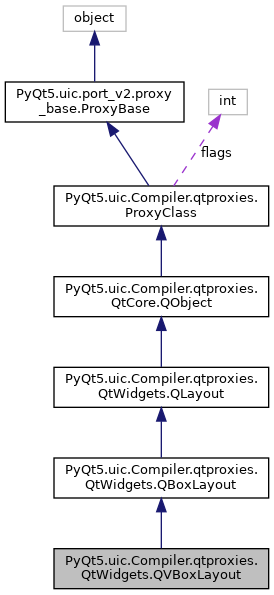 object
PyQt5.uic.port_v2.proxy
_base.ProxyBase
int
flags
PyQt5.uic.Compiler.qtproxies.
ProxyClass
PyQt5.uic.Compiler.qtproxies.
QtCore.QObject
PyQt5.uic.Compiler.qtproxies.
QtWidgets.QLayout
PyQt5.uic.Compiler.qtproxies.
QtWidgets.QBoxLayout
PyQt5.uic.Compiler.qtproxies.
QtWidgets.QVBoxLayout